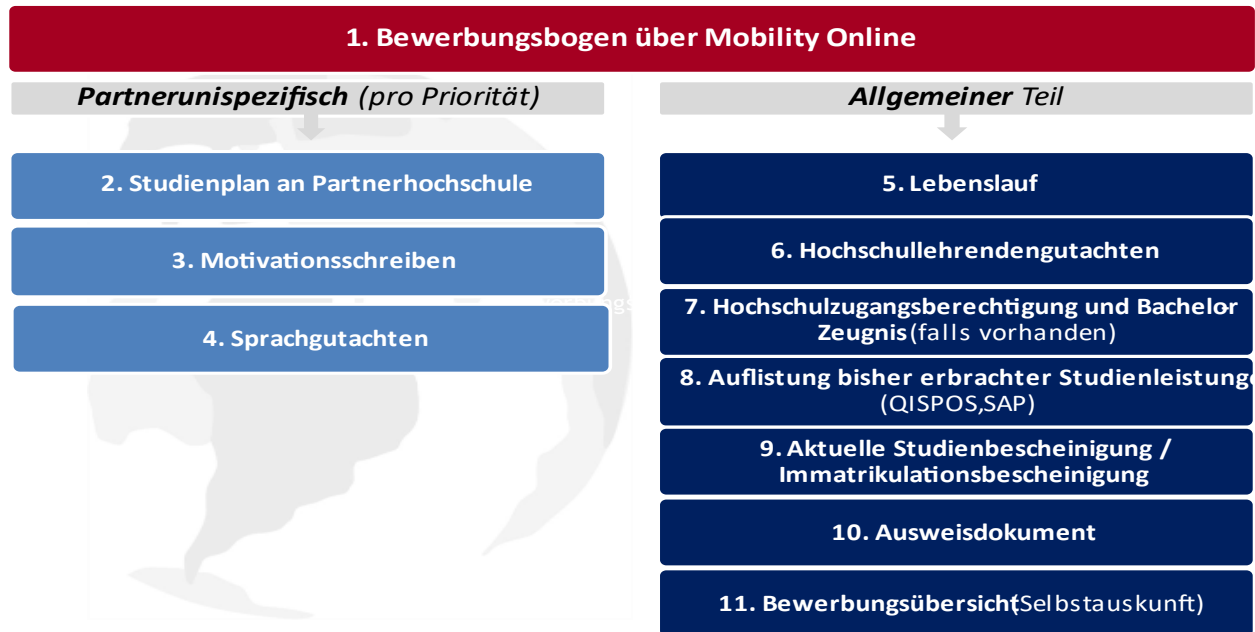 1. Bewerbungsbogen über Mobility Online
Partnerunispezifisch (pro Priorität)
2. Studienplan an Partnerhochschule
3. Motivationsschreiben
4. Sprachgutachten
Allgemeiner Teil
5. Lebenslauf
6. Hochschullehrendengutachten
7. Hochschulzugangsberechtigung und Bachelor-
Zeugnis (falls vorhanden)
8. Auflistung bisher erbrachter Studienleistunge
(QISPOS,SAP)
9. Aktuelle Studienbescheinigung /
Immatrikulationsbescheinigung
10. Ausweisdokument
11. Bewerbungsübersicht (Selbstauskunft)